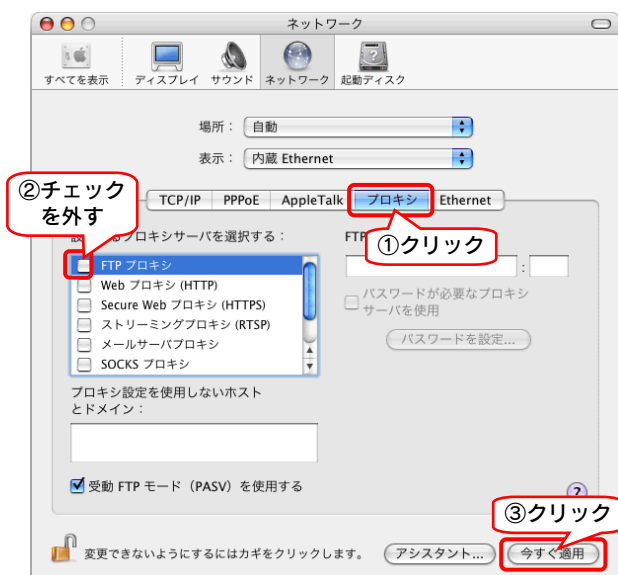 ネットワーク
すべてを表示 ディスプレイ サウンド ネットワーク 起動ディスク
場所： 自動
表示： 内蔵 Ethernet
②チェック
を外す
TCP/IP PPPoE AppleTalk プロキシ Ethernet
①クリック
プロキシサーバを選択する： FTP
FTP プロキシ
:
Web プロキシ (HTTP)
Secure Web プロキシ (HTTPS)
ストリーミングプロキシ (RTSP)
メールサーバプロキシ
SOCKS プロキシ
パスワードが必要なプロキシ
サーバを使用
パスワードを設定...
プロキシ設定を使用しないホスト
とドメイン：
受動 FTP モード（PASV）を使用する
?
③クリック
変更できないようにするにはカギをクリックします。 アシスタント... 今すぐ適用